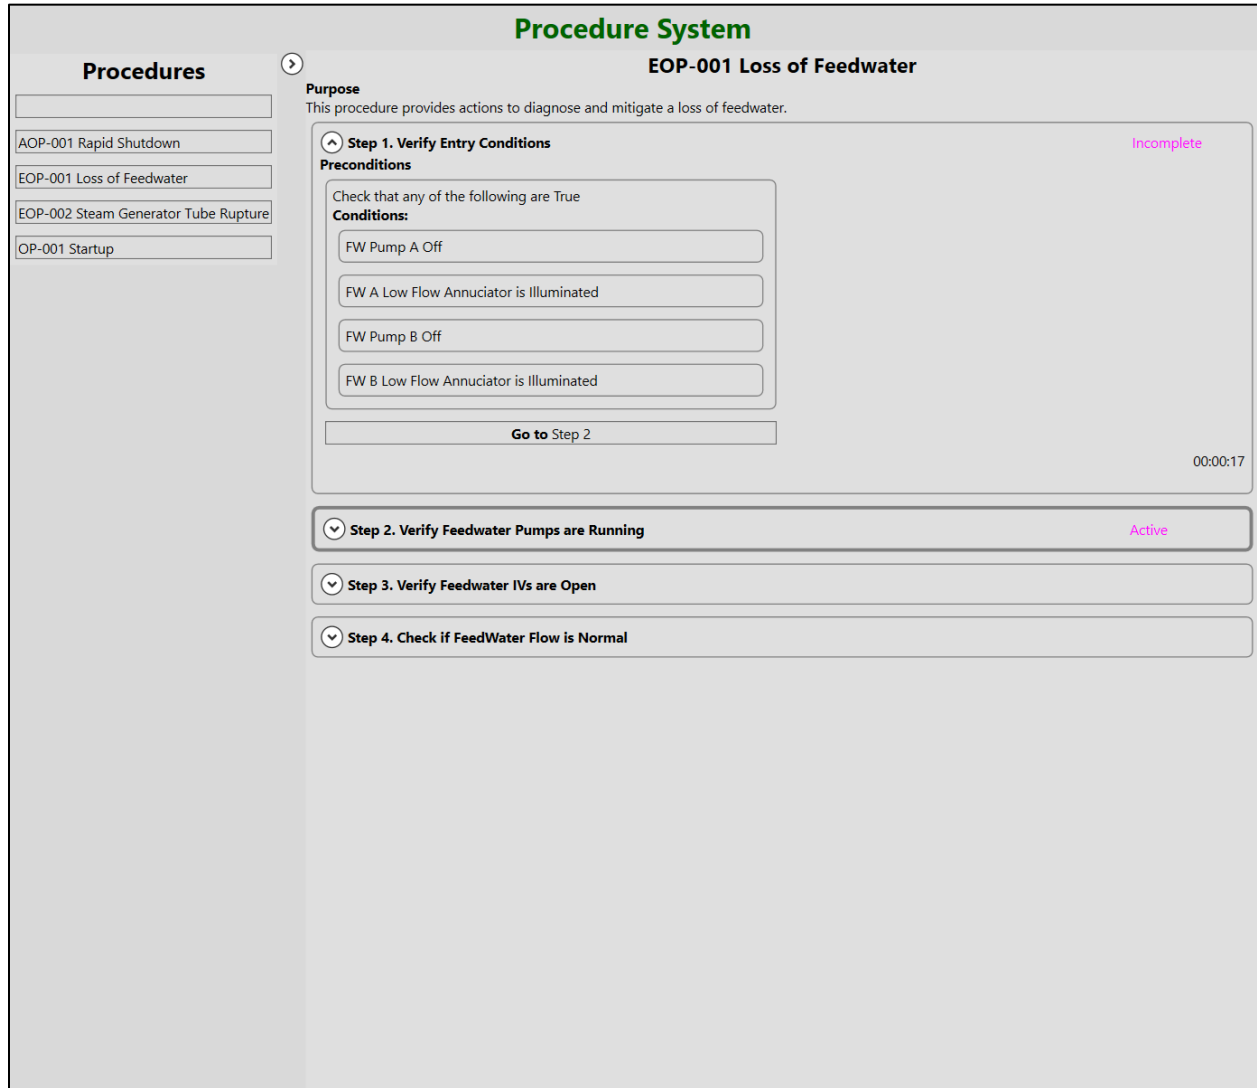 Procedure System
Procedures
AOP-001 Rapid Shutdown
EOP-001 Loss of Feedwater
EOP-002 Steam Generator Tube Rupture
OP-001 Startup
EOP-001 Loss of Feedwater
Purpose
This procedure provides actions to diagnose and mitigate a loss of feedwater.
Step 1. Verify Entry Conditions Incomplete
Preconditions
Check that any of the following are True
Conditions:
FW Pump A Off
FW A Low Flow Annuciator is Illuminated
FW Pump B Off
FW B Low Flow Annuciator is Illuminated
Go to Step 2
00:00:17
Step 2. Verify Feedwater Pumps are Running Active
Step 3. Verify Feedwater IVs are Open
Step 4. Check if FeedWater Flow is Normal